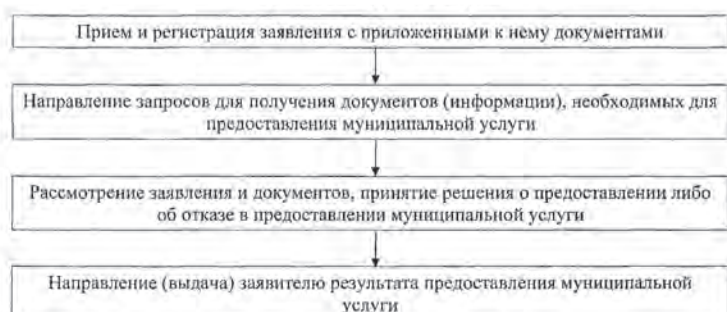 Прием и регистрация заявления с приложенными к нему документами
Направление запросов для получения документов (информации), необходимых для
предоставления муниципальной услуги
Рассмотрение заявления и документов, принятие решения о предоставлении либо
об отказе в предоставлении муниципальной услуги
Направление (выдача) заявителю результата предоставления муниципальной
услуги